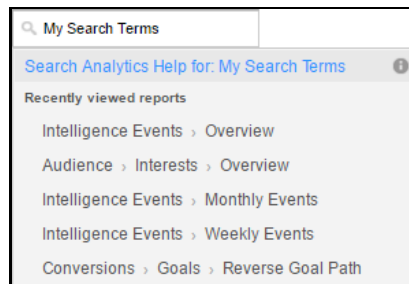 My Search Terms
Search Analytics Help for: My Search Terms
Recently viewed reports
Intelligence Events › Overview
Audience › Interests › Overview
Intelligence Events › Monthly Events
Intelligence Events › Weekly Events
Conversions › Goals › Reverse Goal Path